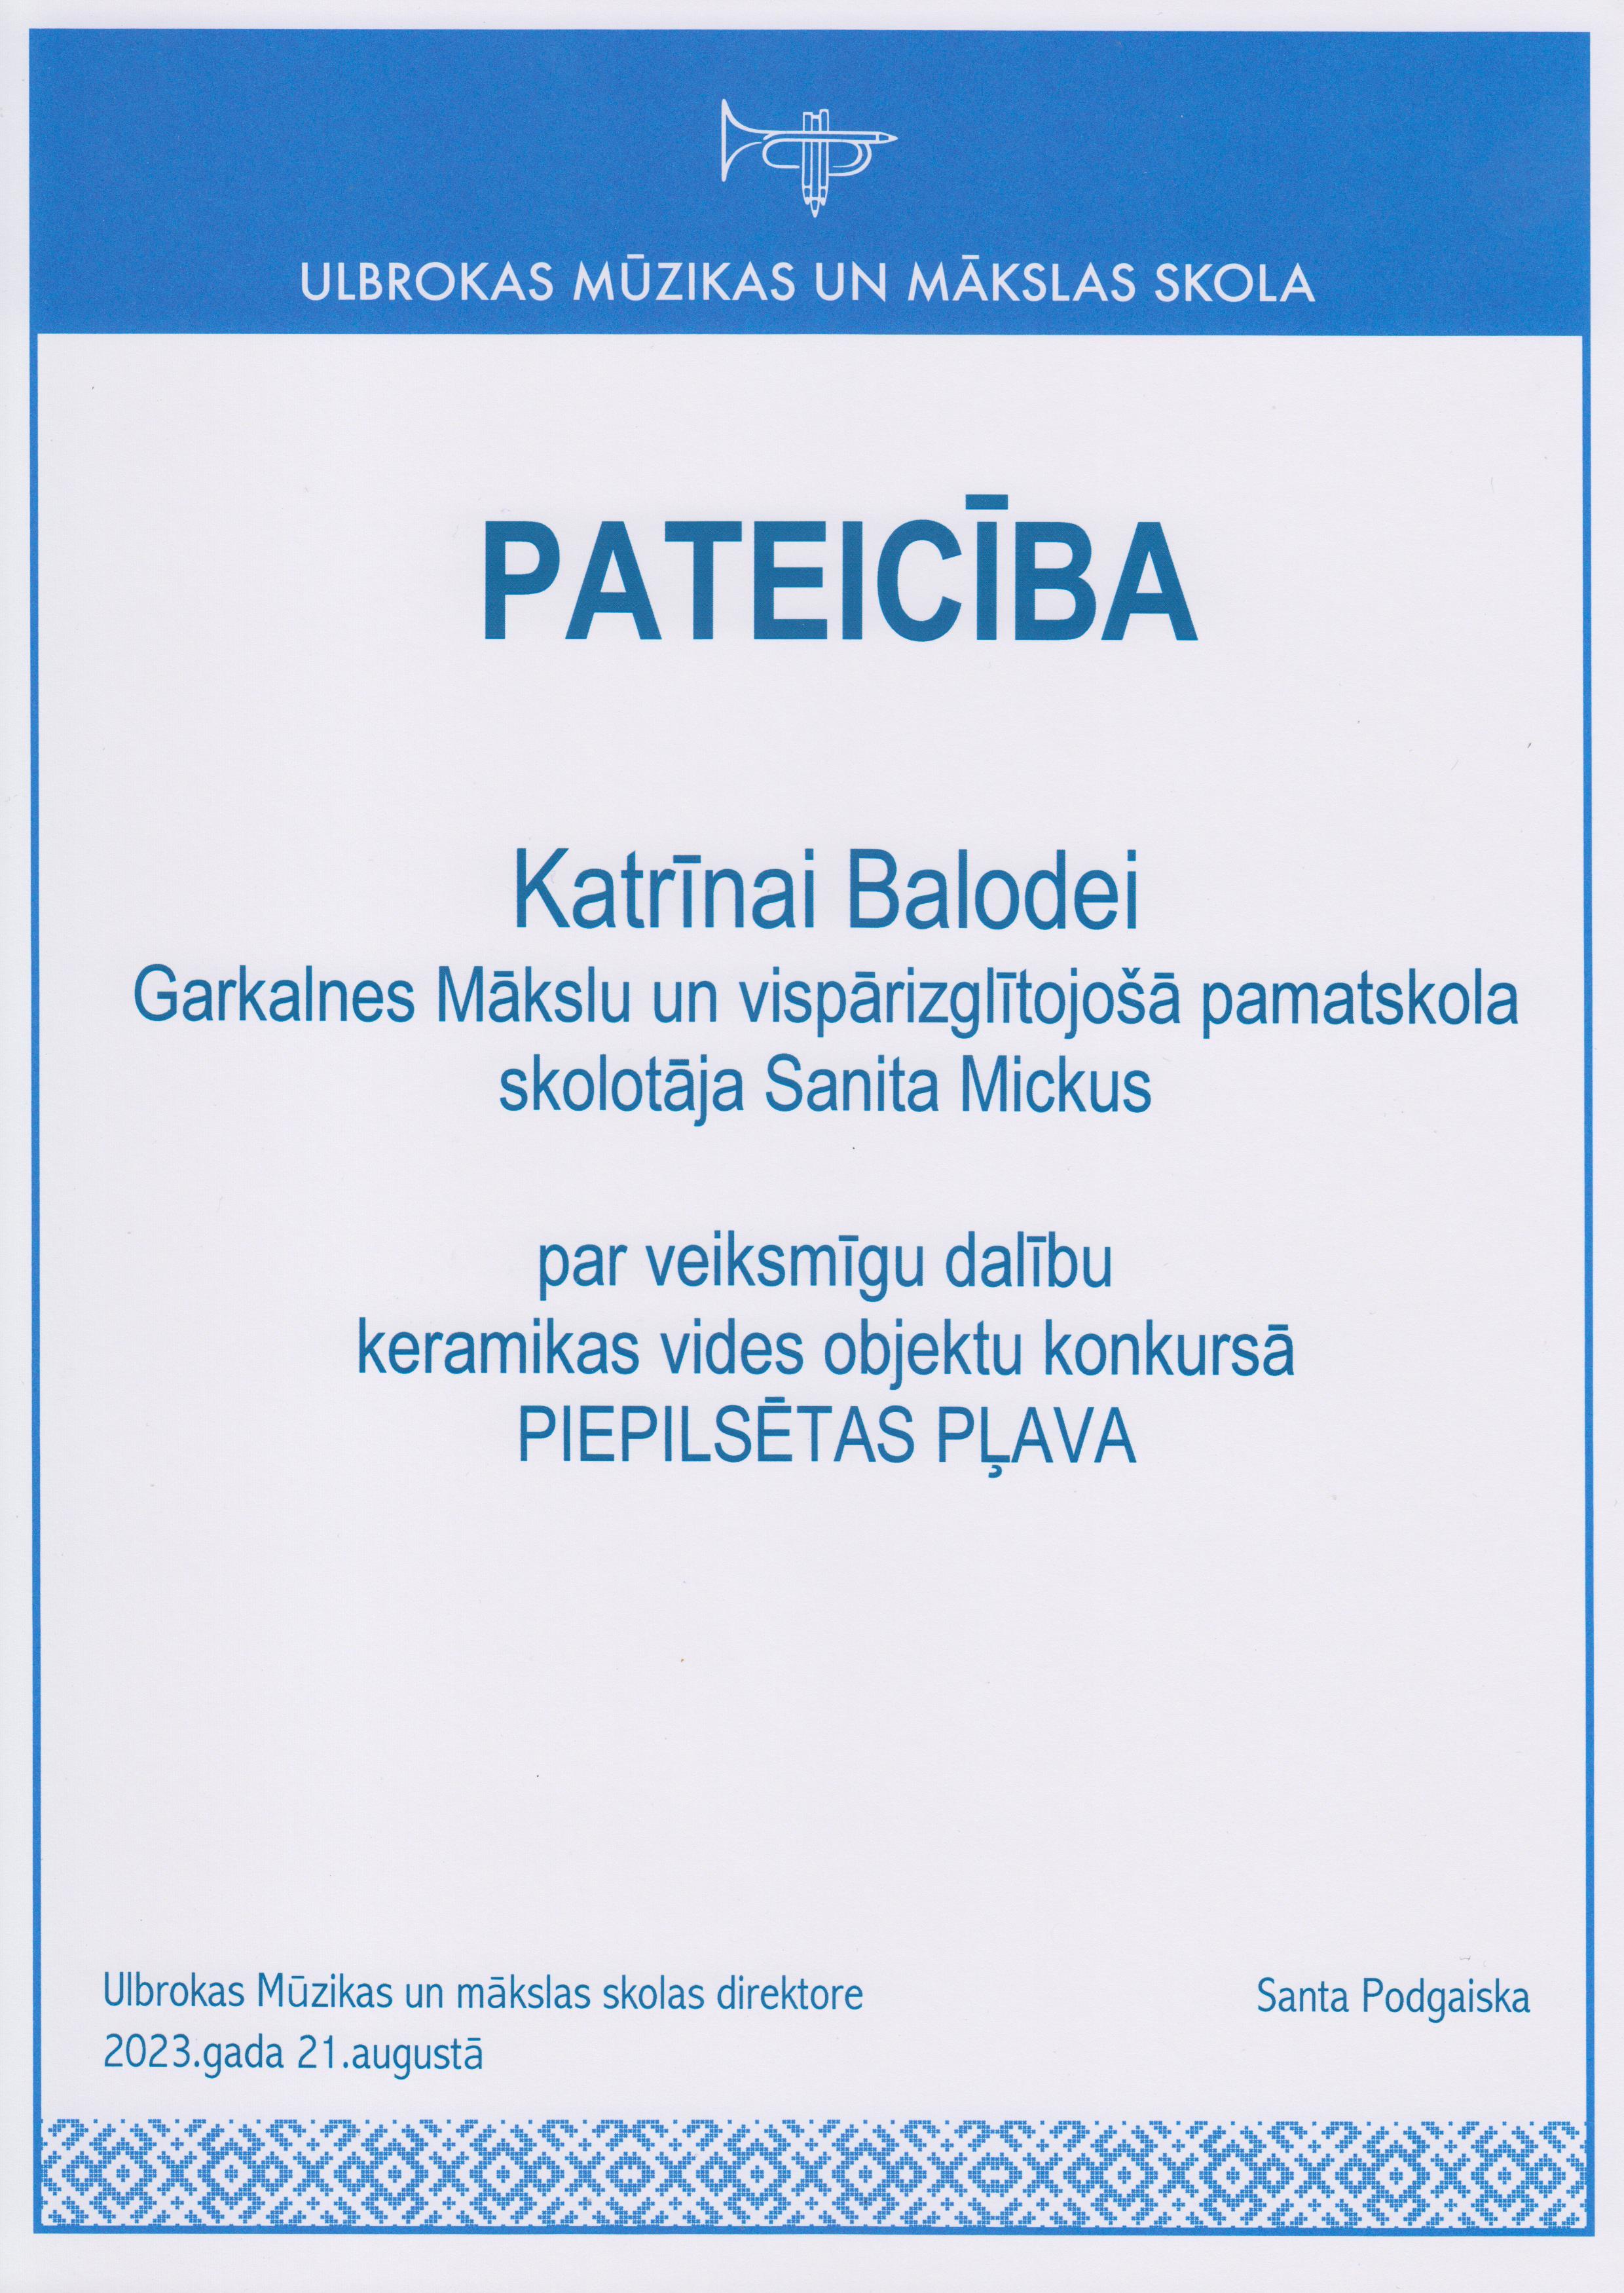 ULBROKAS MŪZIKAS UN MĀKSLAS SKOLA
PATEICĪBA
Katrīnai Balodei
Garkalnes Mākslu un vispārizglītojošā pamatskola
skolotāja Sanita Mickus
par veiksmīgu dalību
keramikas vides objektu konkursā
PIEPILSĒTAS PĻAVA
Ulbrokas Mūzikas un mākslas skolas direktore
Santa Podgaiska
2023.gada 21.augustā